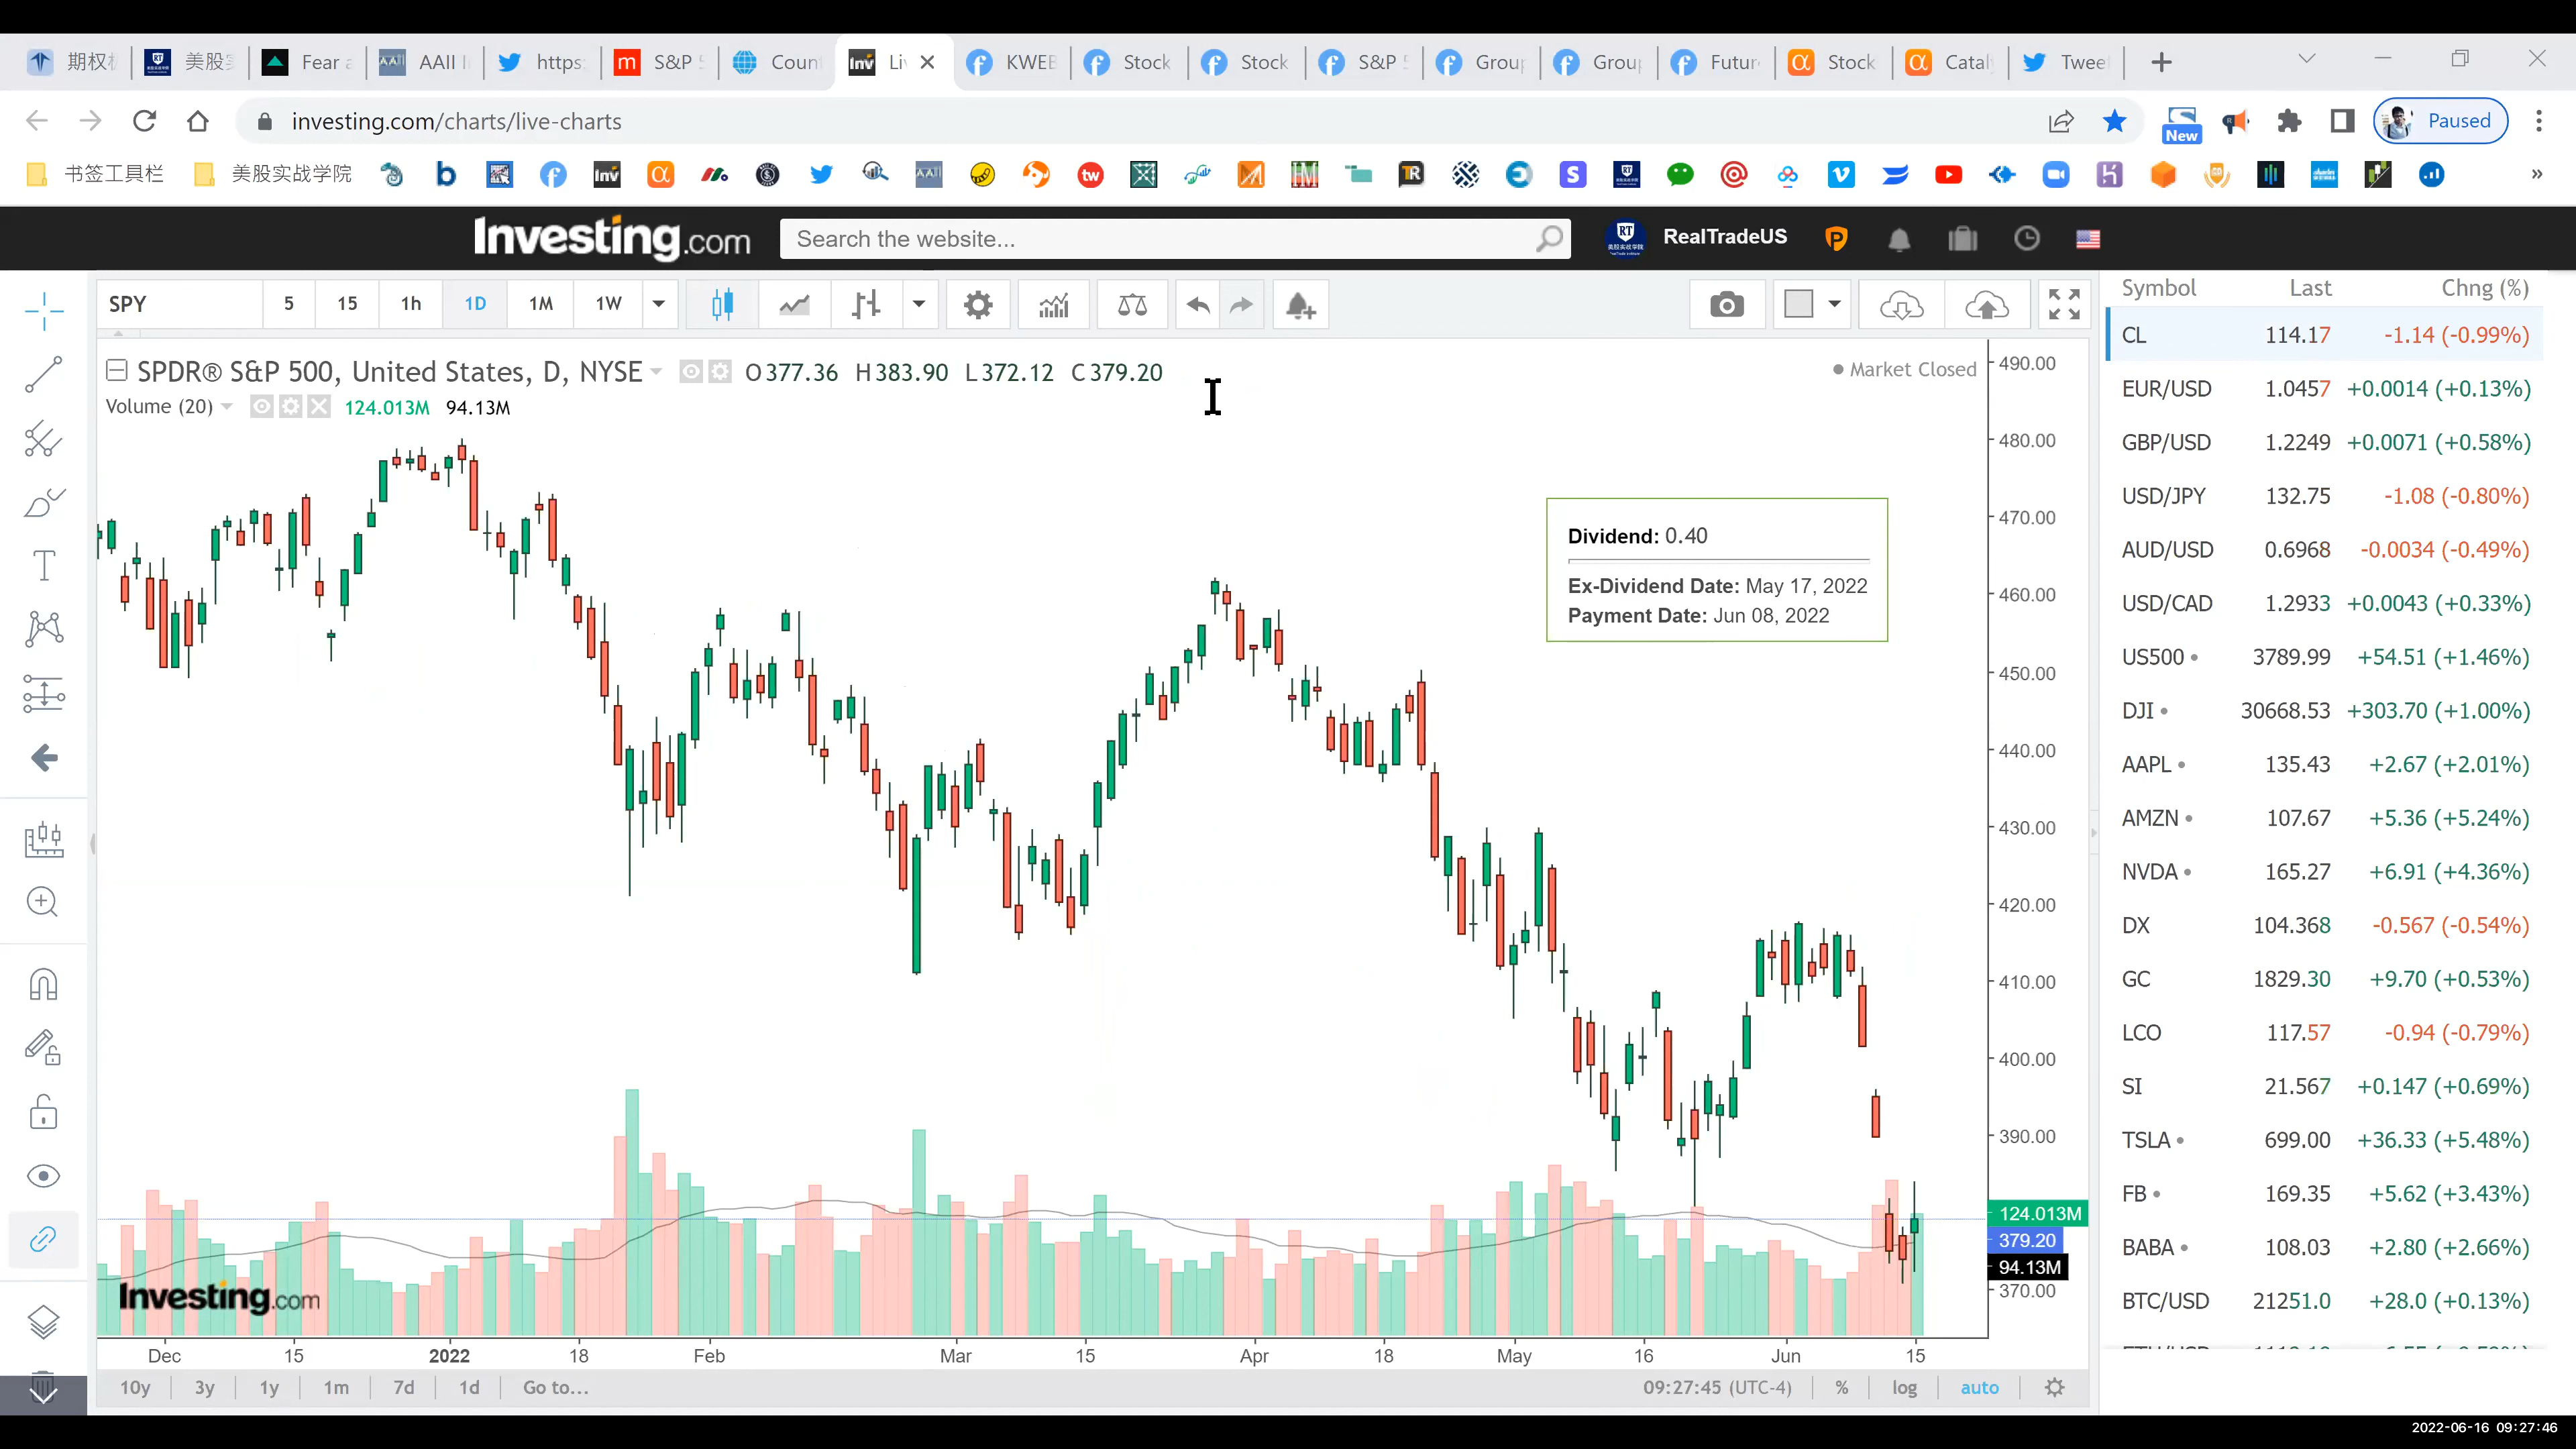 期权 美股 Fear AAII https: S&P 5 Coun Li KWEB Stock Stock S&P 5 Grou Grou Futur Stock Catal Twee
investing.com/charts/live-charts
New
Paused
书签工具栏 美股实战学院
Investing.com
Search the website...
RealTradeUS
SPY 5 15 1h 1D 1M 1W
SPDR® S&P 500, United States, D, NYSE O377.36 H383.90 L372.12 C379.20
Market Closed
Volume (20) 124.013M 94.13M
Dividend: 0.40
Ex-Dividend Date: May 17, 2022
Payment Date: Jun 08, 2022
490.00
480.00
470.00
460.00
450.00
440.00
430.00
420.00
410.00
400.00
390.00
124.013M
379.20
94.13M
370.00
Investing.com
Dec 15 2022 18 Feb Mar 15 Apr 18 May 16 Jun 15
10y 3y 1y 1m 7d 1d Go to... 09:27:45 (UTC-4) % log auto
Symbol Last Chng (%)
CL 114.17 -1.14 (-0.99%)
EUR/USD 1.0457 +0.0014 (+0.13%)
GBP/USD 1.2249 +0.0071 (+0.58%)
USD/JPY 132.75 -1.08 (-0.80%)
AUD/USD 0.6968 -0.0034 (-0.49%)
USD/CAD 1.2933 +0.0043 (+0.33%)
US500 3789.99 +54.51 (+1.46%)
DJI 30668.53 +303.70 (+1.00%)
AAPL 135.43 +2.67 (+2.01%)
AMZN 107.67 +5.36 (+5.24%)
NVDA 165.27 +6.91 (+4.36%)
DX 104.368 -0.567 (-0.54%)
GC 1829.30 +9.70 (+0.53%)
LCO 117.57 -0.94 (-0.79%)
SI 21.567 +0.147 (+0.69%)
TSLA 699.00 +36.33 (+5.48%)
FB 169.35 +5.62 (+3.43%)
BABA 108.03 +2.80 (+2.66%)
BTC/USD 21251.0 +28.0 (+0.13%)
2022-06-16 09:27:46